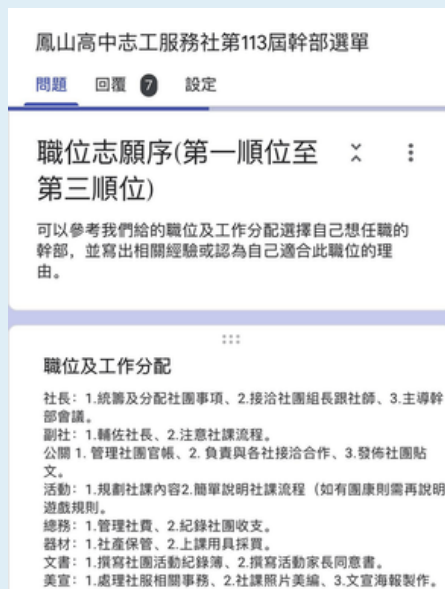 鳳山高中志工服務社第113屆幹部選單
問題 回覆 7 設定
職位志願序(第一順位至
第三順位)
可以參考我們給的職位及工作分配選擇自己想任職的
幹部，並寫出相關經驗或認為自己適合此職位的理
由。
職位及工作分配
社長：1.統籌及分配社團事項、2.接洽社團組長跟社師、3.主導幹
部會議。
副社：1.輔佐社長、2.注意社課流程。
公關 1. 管理社團官帳、2. 負責與各社接洽合作、3.發佈社團貼
文。
活動：1.規劃社課內容2.簡單說明社課流程（如有團康則需再說明
遊戲規則。
總務：1.管理社費、2.紀錄社團收支。
器材：1.社產保管、2.上課用具採買。
文書：1.撰寫社團活動紀錄簿、2.撰寫活動家長同意書。
美宣：1.處理社服相關事務、2.社課照片美編、3.文宣海報製作。